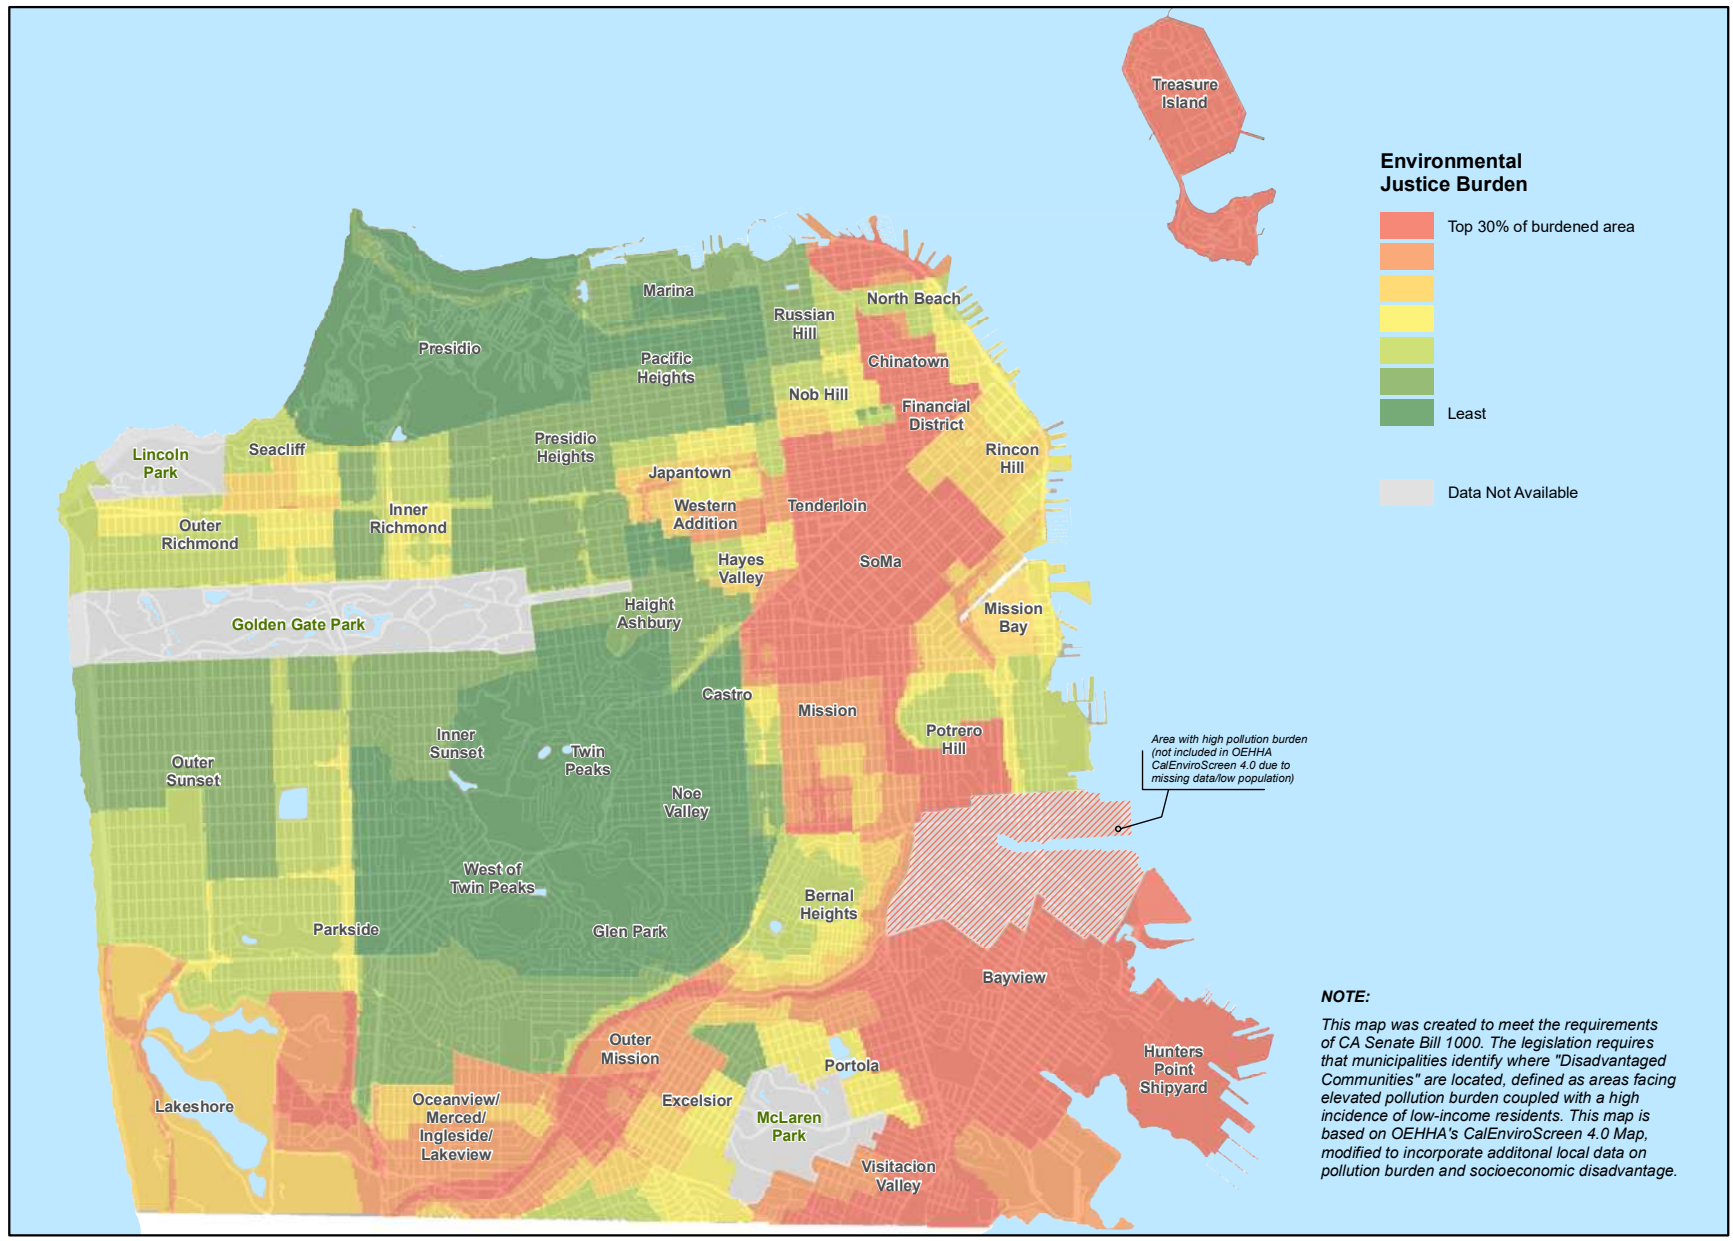 Treasure
Island
Environmental
Justice Burden
Top 30% of burdened area
Least
Data Not Available
Marina
North Beach
Russian
Hill
Presidio
Pacific
Heights
Chinatown
Nob Hill
Financial
District
Presidio
Heights
Seacliff
Lincoln
Park
Rincon
Hill
Japantown
Western
Addition
Tenderloin
Inner
Richmond
Outer
Richmond
Hayes
Valley
SoMa
Golden Gate Park
Haight
Ashbury
Mission
Bay
Castro
Mission
Potrero
Hill
Inner
Sunset
Twin
Peaks
Outer
Sunset
Noe
Valley
Area with high pollution burden
(not included in OEHHA
CalEnviroScreen 4.0 due to
missing data/low population)
West of
Twin Peaks
Bernal
Heights
Parkside
Glen Park
Bayview
Outer
Mission
Portola
Hunters
Point
Shipyard
Lakeshore
Oceanview/
Merced/
Ingleside/
Lakeview
Excelsior
McLaren
Park
Visitacion
Valley
NOTE:
This map was created to meet the requirements
of CA Senate Bill 1000. The legislation requires
that municipalities identify where "Disadvantaged
Communities" are located, defined as areas facing
elevated pollution burden coupled with a high
incidence of low-income residents. This map is
based on OEHHA's CalEnviroScreen 4.0 Map,
modified to incorporate additonal local data on
pollution burden and socioeconomic disadvantage.